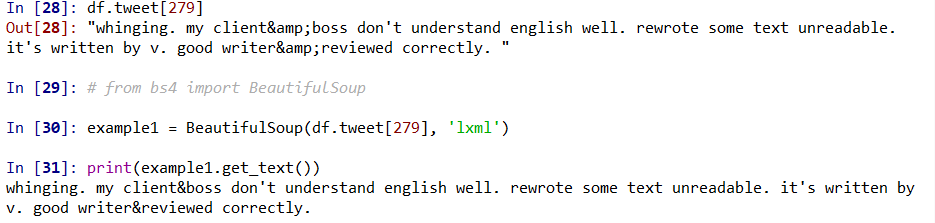 In [28]: df.tweet[279]
Out[28]: "whinging. my client&amp;boss don't understand english well. rewrote some text unreadable.
it's written by v. good writer&amp;reviewed correctly. "
In [29]: # from bs4 import BeautifulSoup
In [30]: example1 = BeautifulSoup(df.tweet[279], 'lxml')
In [31]: print(example1.get_text())
whinging. my client&boss don't understand english well. rewrote some text unreadable. it's written by
v. good writer&reviewed correctly.